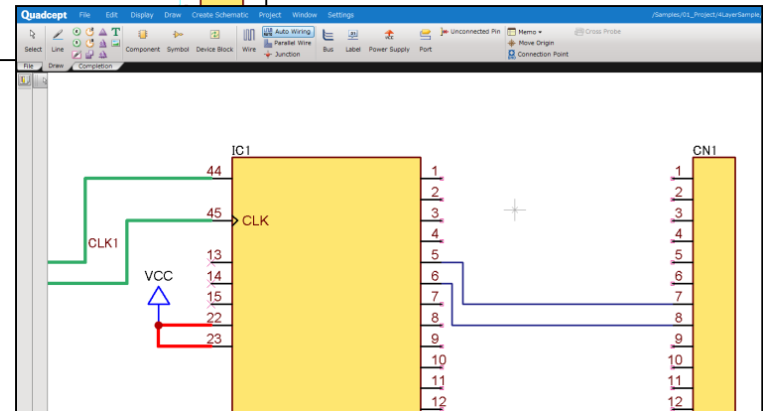 Quadcept File Edit Display Draw Create Schematic Project Window Settings /Samples/01_Project/4LayerSample.
Select Line T Component Symbol Device Block Wire Auto Wiring Bus Label Power Supply Port Unconnected Pin Memo Cross Probe
Parallel Wire Move Origin
Junction Connection Point
File Draw Completion
IC1 CN1
44 1 1
2 2
45 CLK 3 3
CLK1 4 4
13 5 5
VCC 14 6 6
15 7 7
22 8 8
23 9 9
10 10
11 11
12 12